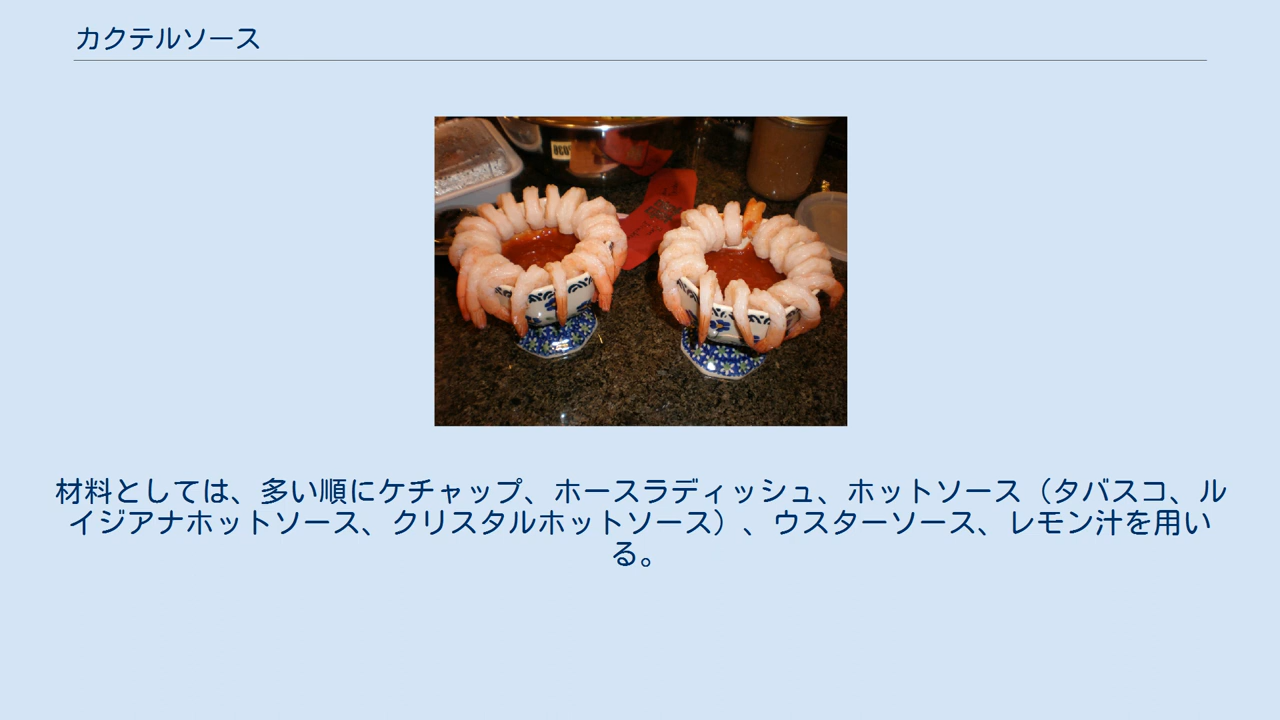 カクテルソース
材料としては、多い順にケチャップ、ホースラディッシュ、ホットソース（タバスコ、ル
イジアナホットソース、クリスタルホットソース）、ウスターソース、レモン汁を用い
る。